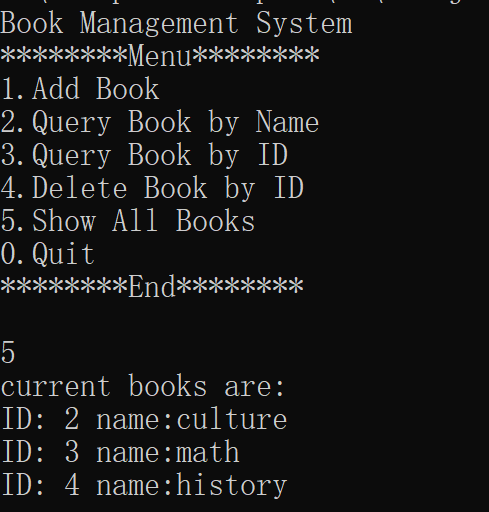 Book Management System
********Menu********
1.Add Book
2.Query Book by Name
3.Query Book by ID
4.Delete Book by ID
5.Show All Books
0.Quit
********End********
5
current books are:
ID: 2 name:culture
ID: 3 name:math
ID: 4 name:history